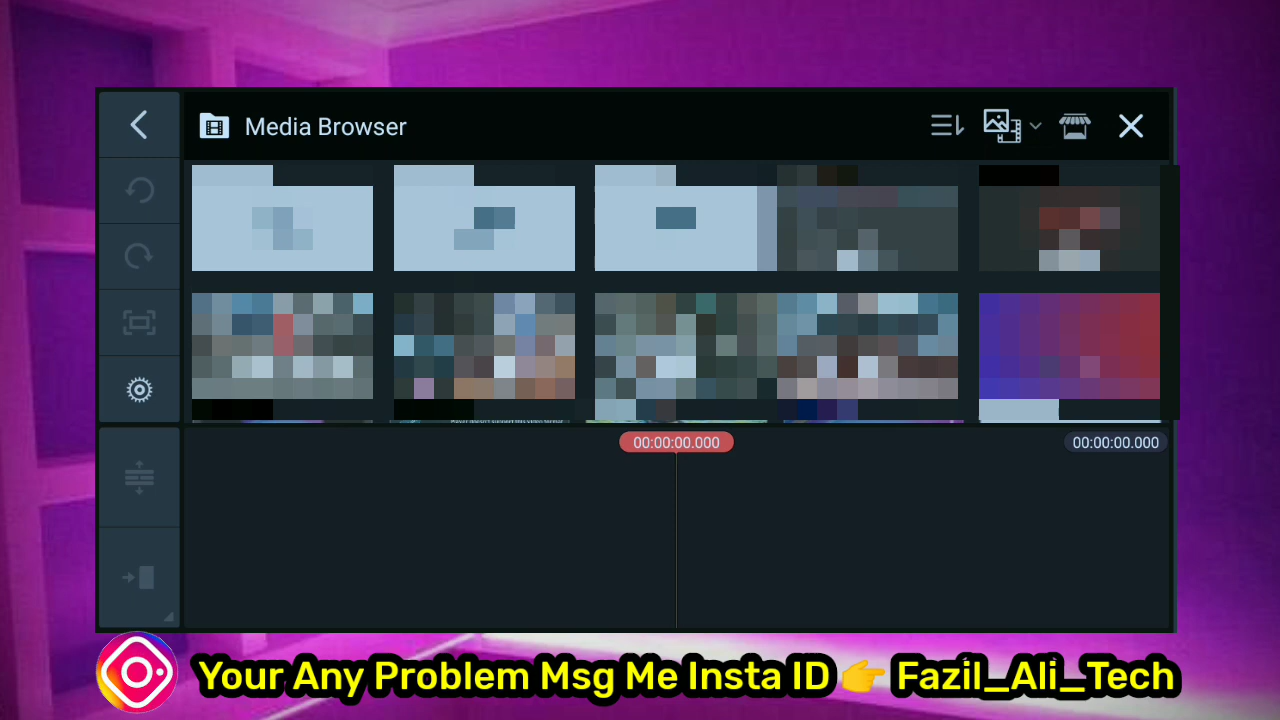 Media Browser
00:00:00.000
00:00:00.000
Your Any Problem Msg Me Insta ID 👉 Fazil_Ali_Tech